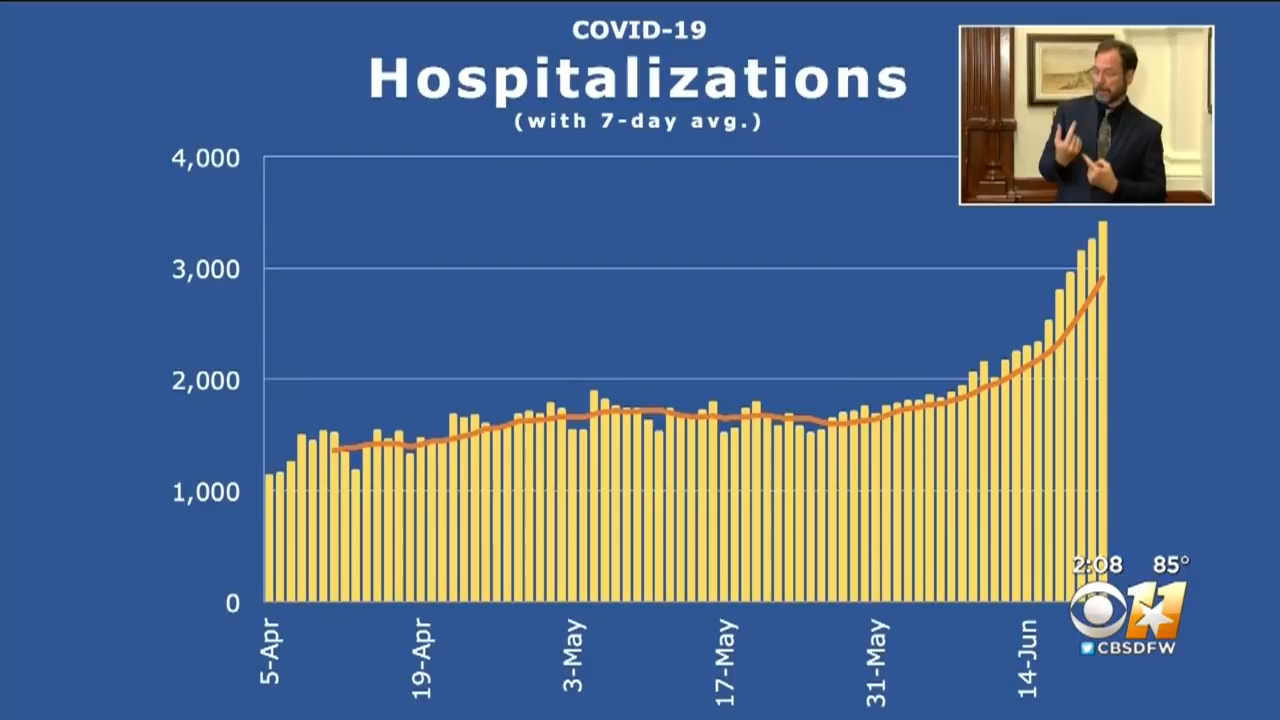 COVID-19
Hospitalizations
(with 7-day avg.)
4,000
3,000
2,000
1,000
0
5-Apr
19-Apr
3-May
17-May
31-May
14-Jun
2:08 85°
11
CBSDFW